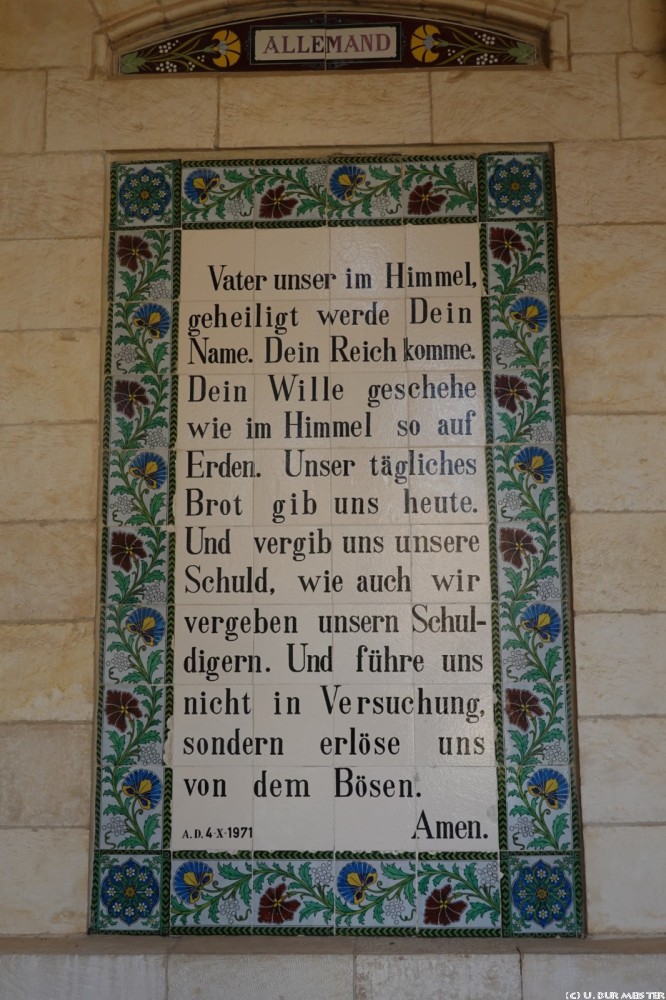 ALLEMAND
Vater unser im Himmel,
geheiligt werde Dein
Name. Dein Reich komme.
Dein Wille geschehe
wie im Himmel so auf
Erden. Unser tägliches
Brot gib uns heute.
Und vergib uns unsere
Schuld, wie auch wir
vergeben unsern Schul-
digern. Und führe uns
nicht in Versuchung,
sondern erlöse uns
von dem Bösen.
A.D. 4·X·1971 Amen.
(C) U. BURMEISTER